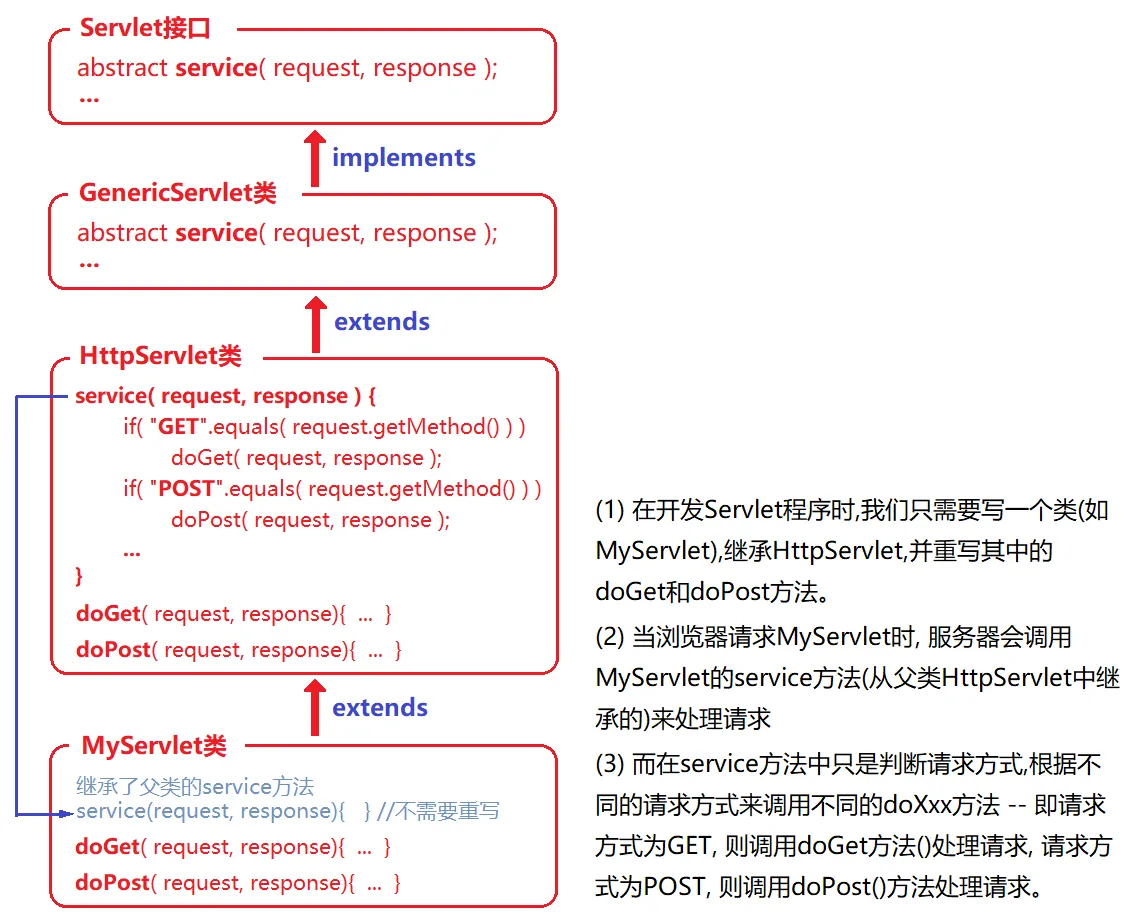 Servlet接口
abstract service( request, response );
...
implements
GenericServlet类
abstract service( request, response );
...
extends
HttpServlet类
service( request, response ) {
if( "GET".equals( request.getMethod() ) )
doGet( request, response );
if( "POST".equals( request.getMethod() ) )
doPost( request, response );
...
}
doGet( request, response){ ... }
doPost( request, response){ ... }
extends
MyServlet类
继承了父类的service方法
service(request, response){ } //不需要重写
doGet( request, response){ ... }
doPost( request, response){ ... }
(1) 在开发Servlet程序时,我们只需要写一个类(如
MyServlet),继承HttpServlet,并重写其中的
doGet和doPost方法。
(2) 当浏览器请求MyServlet时, 服务器会调用
MyServlet的service方法(从父类HttpServlet中继
承的)来处理请求
(3) 而在service方法中只是判断请求方式,根据不
同的请求方式来调用不同的doXxx方法 -- 即请求
方式为GET, 则调用doGet方法()处理请求, 请求方
式为POST, 则调用doPost()方法处理请求。